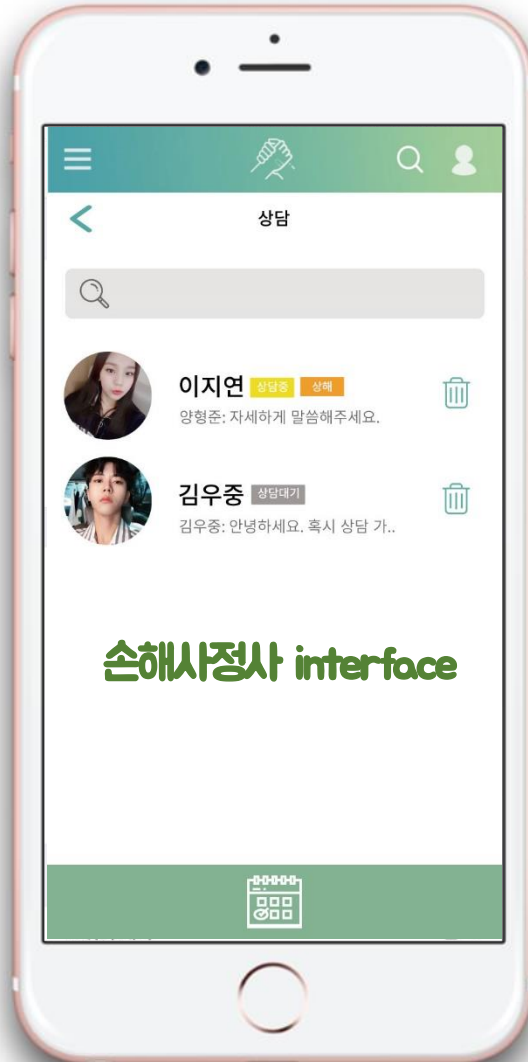 상담
이지연 상담중 상해
양형준: 자세하게 말씀해주세요.
김우중 상담대기
김우중: 안녕하세요. 혹시 상담 가..
손해사정사 interface